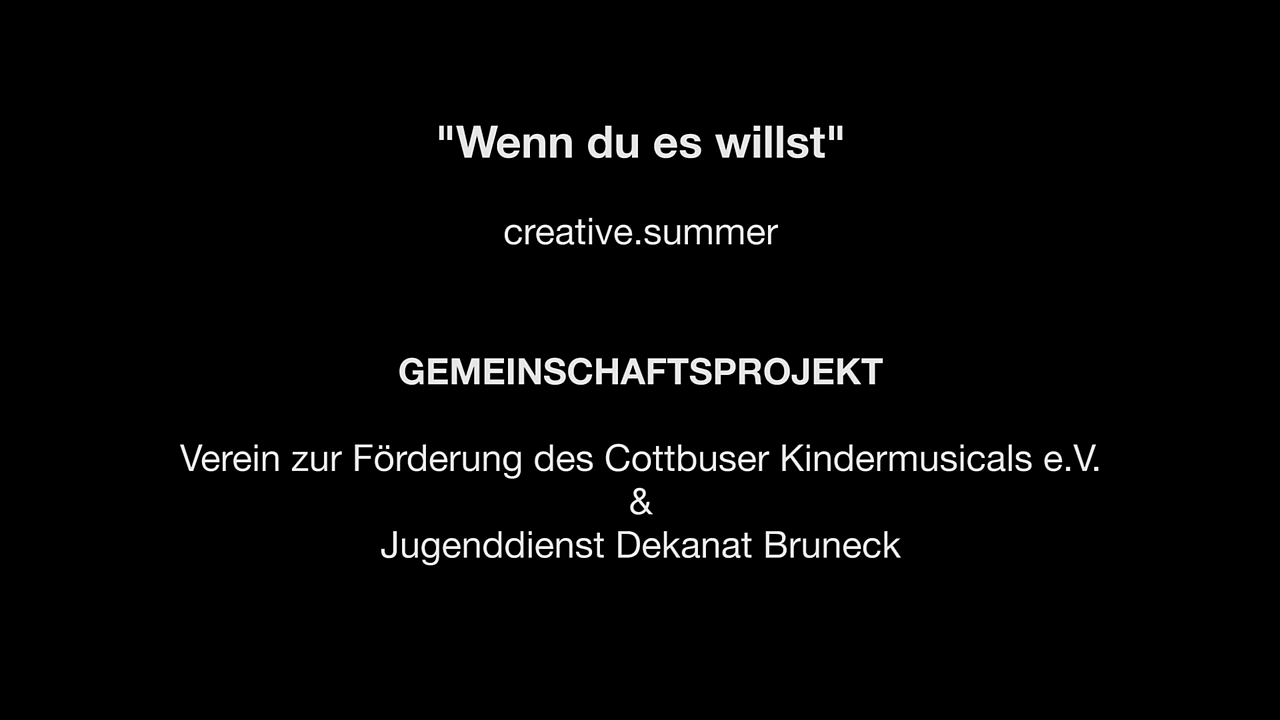 "Wenn du es willst"
creative.summer
GEMEINSCHAFTSPROJEKT
Verein zur Förderung des Cottbuser Kindermusicals e.V.
&
Jugenddienst Dekanat Bruneck